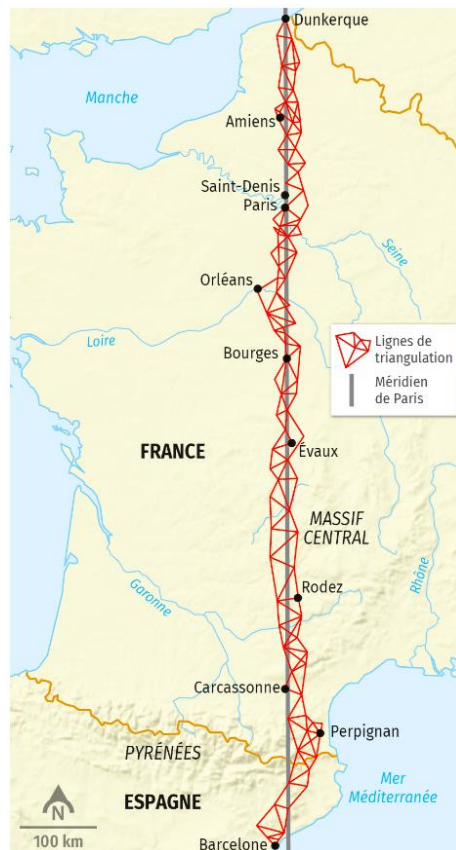 Dunkerque
Manche
Amiens
Saint-Denis
Paris
Seine
Orléans
Loire
Lignes de
triangulation
Méridien
de Paris
Bourges
FRANCE
Évaux
MASSIF
CENTRAL
Rhône
Garonne
Rodez
Carcassonne
Perpignan
PYRÉNÉES
Mer
Méditerranée
ESPAGNE
N
100 km
Barcelone